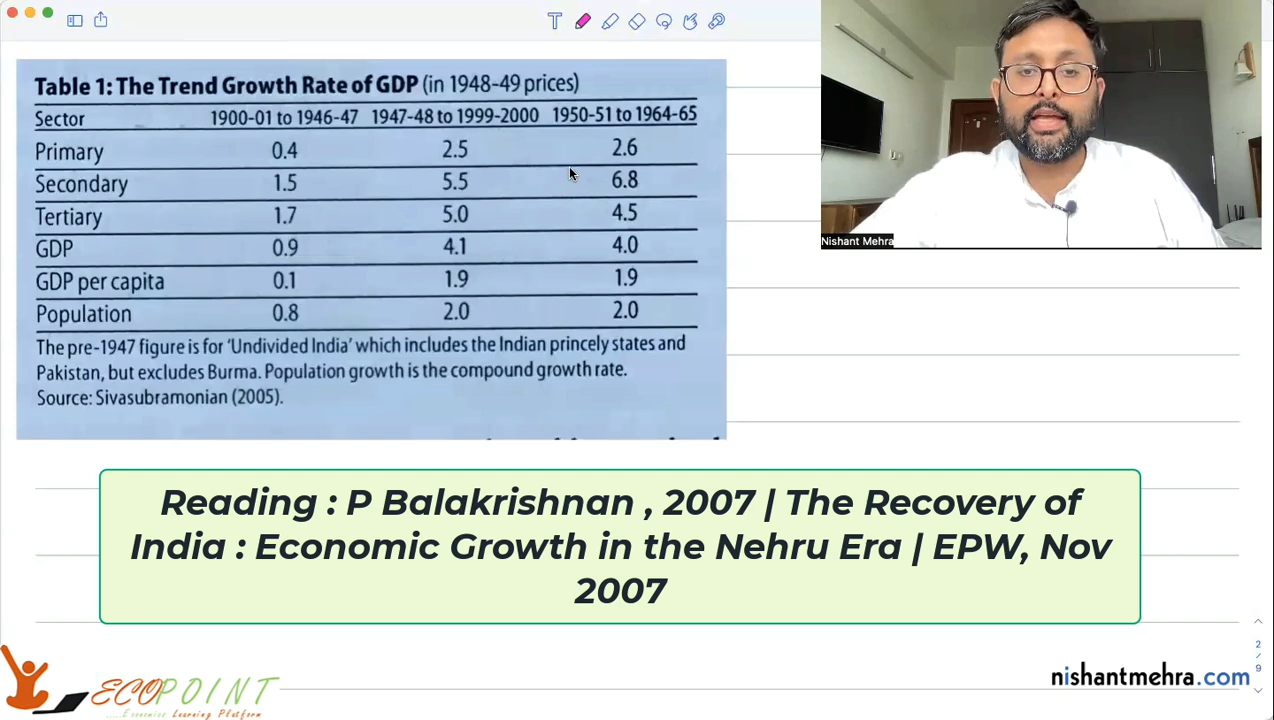 Table 1: The Trend Growth Rate of GDP (in 1948-49 prices)
Sector 1900-01 to 1946-47 1947-48 to 1999-2000 1950-51 to 1964-65
Primary 0.4 2.5 2.6
Secondary 1.5 5.5 6.8
Tertiary 1.7 5.0 4.5
GDP 0.9 4.1 4.0
GDP per capita 0.1 1.9 1.9
Population 0.8 2.0 2.0
The pre-1947 figure is for 'Undivided India' which includes the Indian princely states and
Pakistan, but excludes Burma. Population growth is the compound growth rate.
Source: Sivasubramonian (2005).
Nishant Mehra
Reading : P Balakrishnan , 2007 | The Recovery of
India : Economic Growth in the Nehru Era | EPW, Nov
2007
2
/
9
ECOPOINT
.....Economics Learning Platform
nishantmehra.com